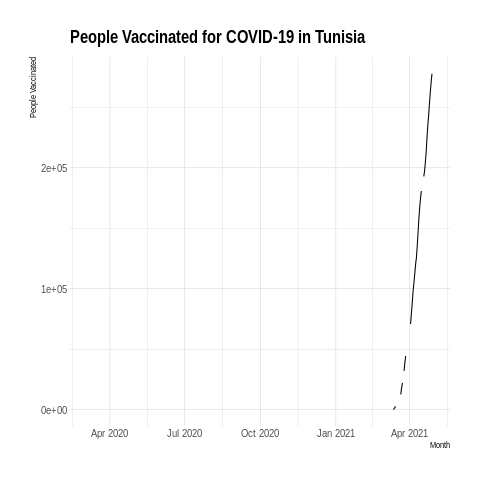 People Vaccinated for COVID-19 in Tunisia
People Vaccinated
2e+05
1e+05
0e+00
Apr 2020 Jul 2020 Oct 2020 Jan 2021 Apr 2021
Month